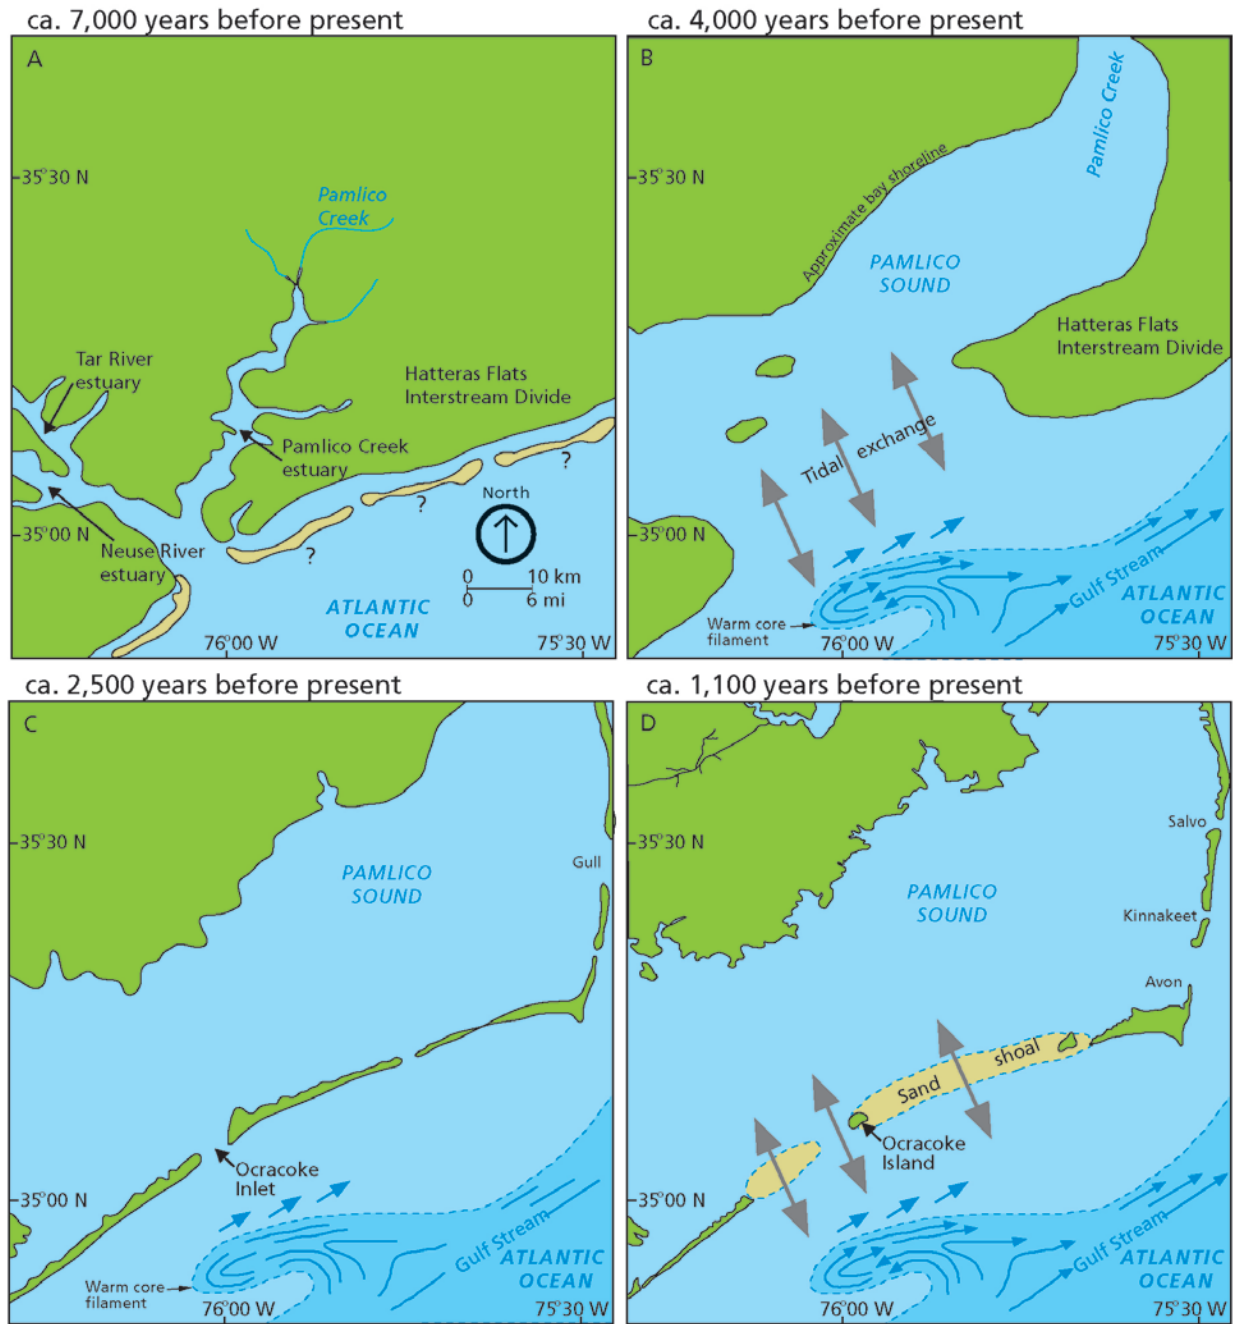 ca. 7,000 years before present
A
35°30 N
Pamlico
Creek
Tar River
estuary
Hatteras Flats
Interstream Divide
Pamlico Creek
estuary
?
?
?
North
35°00 N
Neuse River
estuary
0 10 km
0 6 mi
ATLANTIC
OCEAN
76°00 W
75°30 W
ca. 4,000 years before present
B
Pamlico Creek
35°30 N
Approximate bay shoreline
PAMLICO
SOUND
Hatteras Flats
Interstream Divide
Tidal exchange
35°00 N
Gulf Stream
ATLANTIC
OCEAN
Warm core
filament
76°00 W
75°30 W
ca. 2,500 years before present
C
35°30 N
Gull
PAMLICO
SOUND
Ocracoke
Inlet
35°00 N
Gulf Stream
ATLANTIC
OCEAN
Warm core
filament
76°00 W
75°30 W
ca. 1,100 years before present
D
35°30 N
Salvo
PAMLICO
SOUND
Kinnakeet
Avon
Sand shoal
Ocracoke
Island
35°00 N
Gulf Stream
ATLANTIC
OCEAN
Warm core
filament
76°00 W
75°30 W